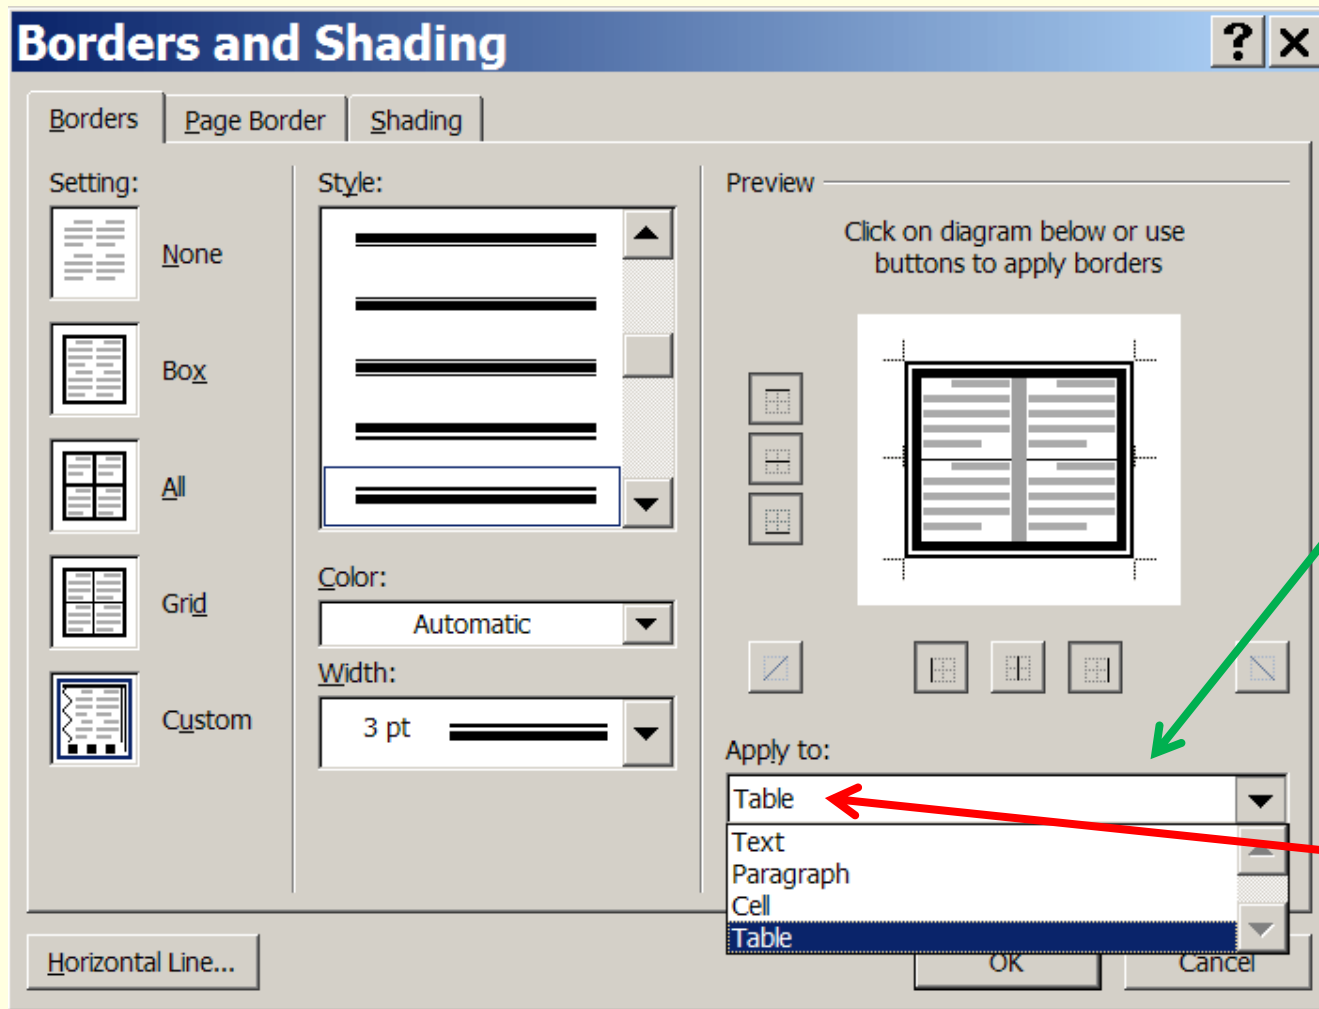 Borders and Shading
Borders
Page Border
Shading
Setting:
None
Box
All
Grid
Custom
Style:
Color:
Automatic
Width:
3 pt
Preview
Click on diagram below or use
buttons to apply borders
Apply to:
Table
Text
Paragraph
Cell
Table
Horizontal Line...
OK
Cancel